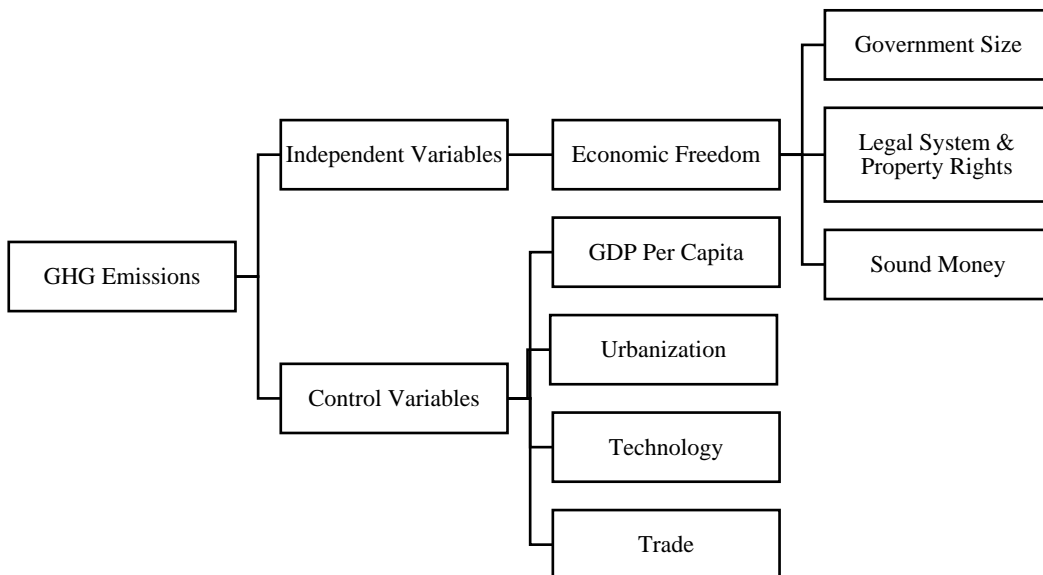 Government Size
Independent Variables
Economic Freedom
Legal System &
Property Rights
GHG Emissions
GDP Per Capita
Sound Money
Urbanization
Control Variables
Technology
Trade